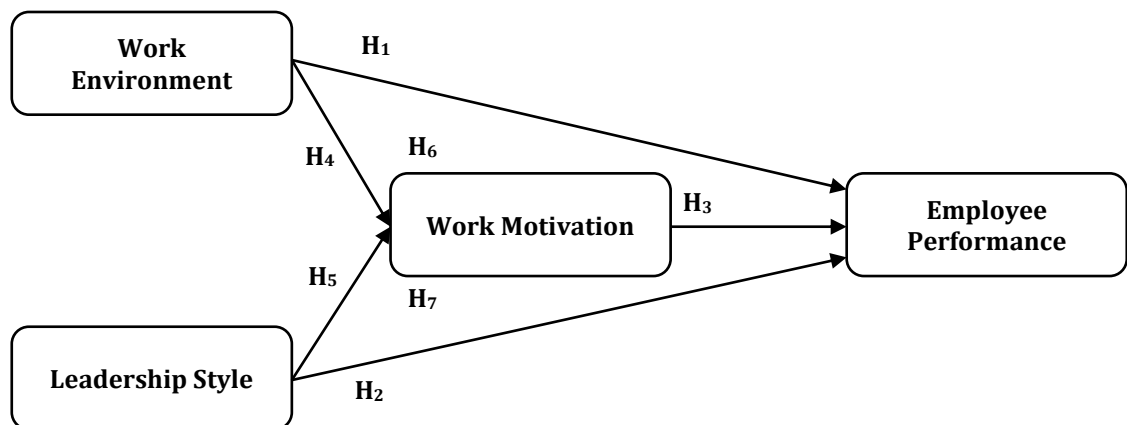 Work
Environment
H₁
H₄
H₆
Work Motivation
H₃
Employee
Performance
H₅
H₇
Leadership Style
H₂